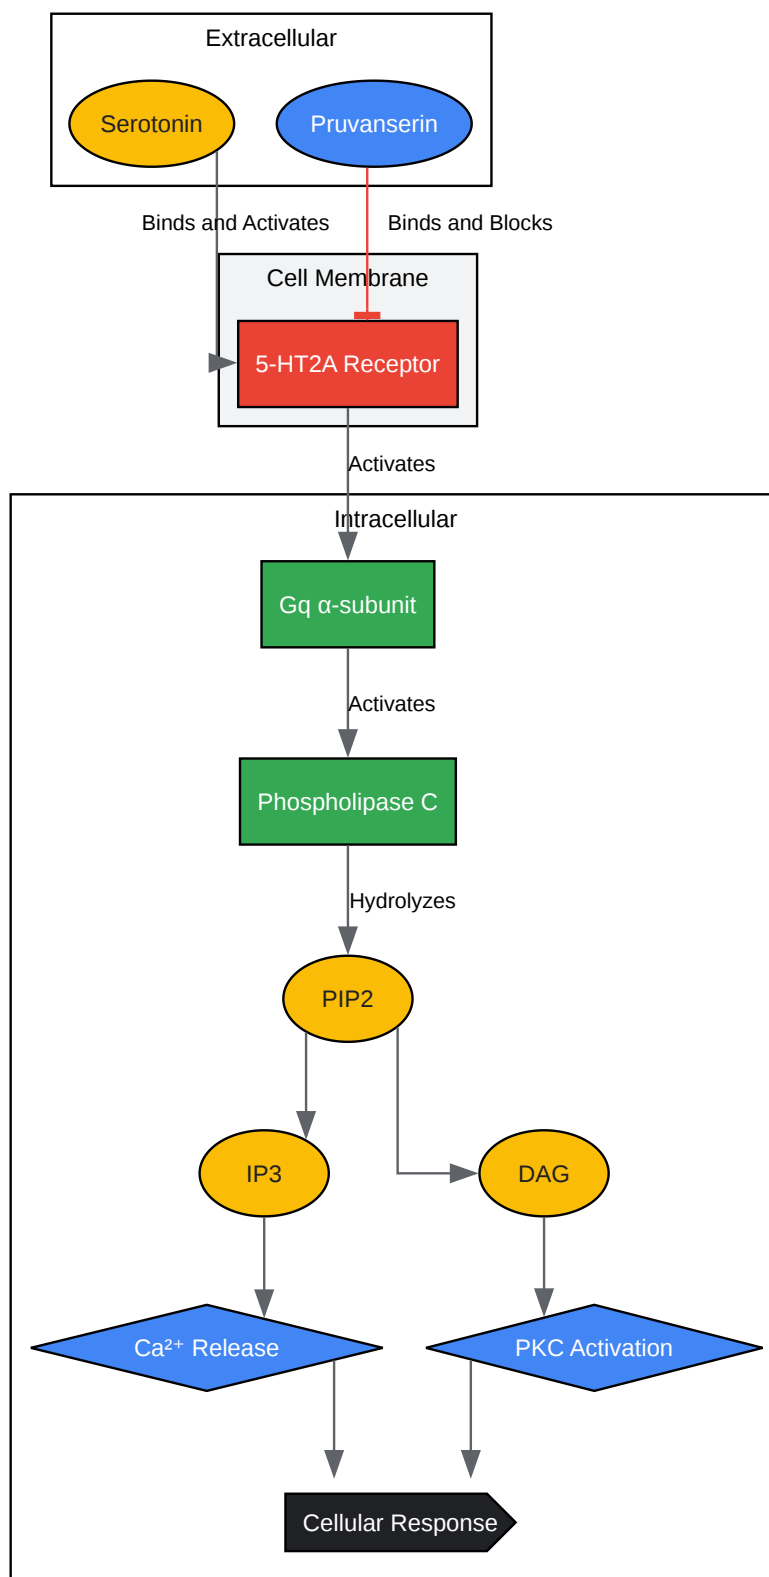 Extracellular
Serotonin
Pruvanserin
Binds and Activates
Binds and Blocks
Cell Membrane
5-HT2A Receptor
Activates
Intracellular
Gq α-subunit
Activates
Phospholipase C
Hydrolyzes
PIP2
IP3
DAG
Ca²⁺ Release
PKC Activation
Cellular Response